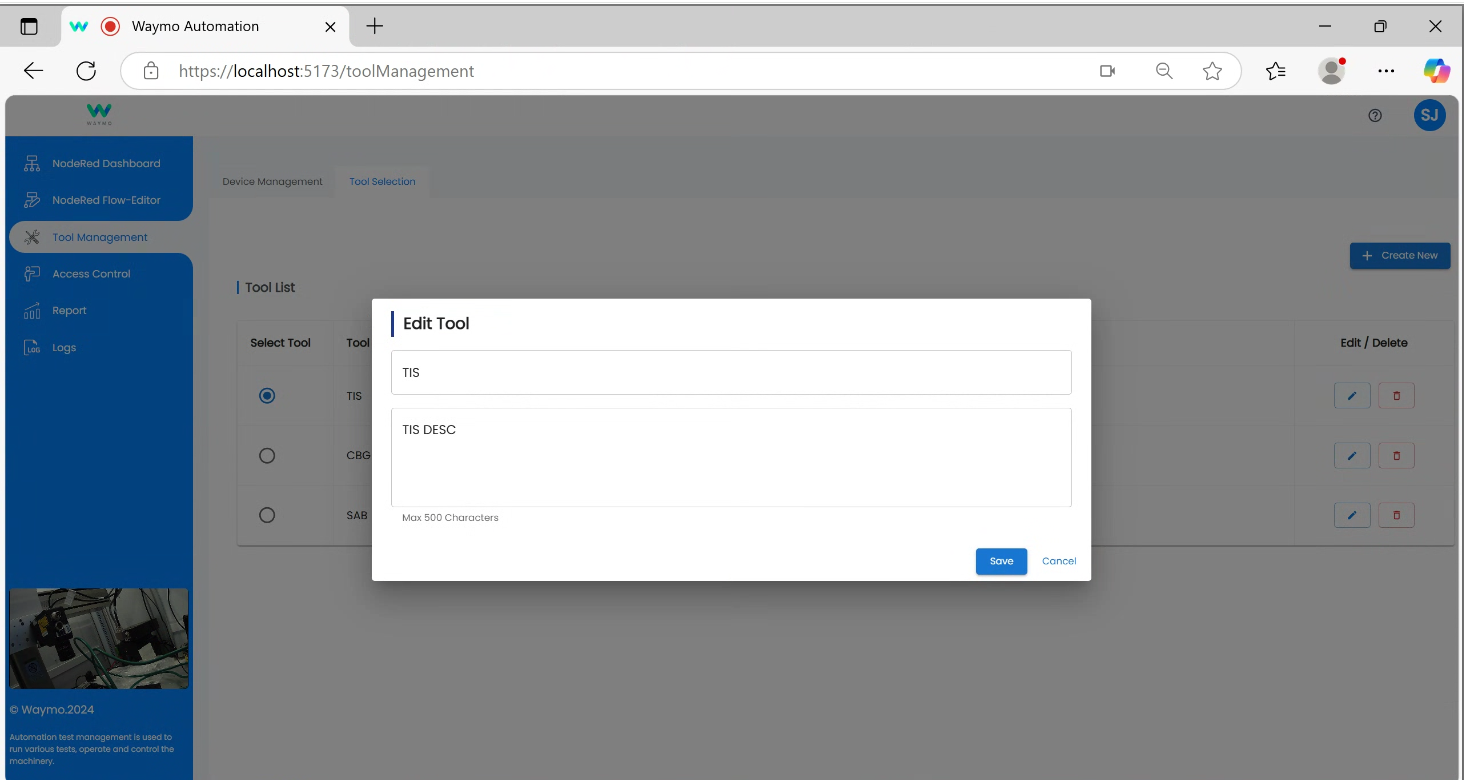 Waymo Automation
https://localhost:5173/toolManagement
WAYMO
SJ
NodeRed Dashboard
NodeRed Flow-Editor
Tool Management
Access Control
Report
LOG
Logs
Device Management
Tool Selection
+ Create New
Tool List
Select Tool
Tool
Edit / Delete
TIS
CBG
SAB
Edit Tool
TIS
TIS DESC
Max 500 Characters
Save
Cancel
© Waymo.2024
Automation test management is used to
run various tests, operate and control the
machinery.